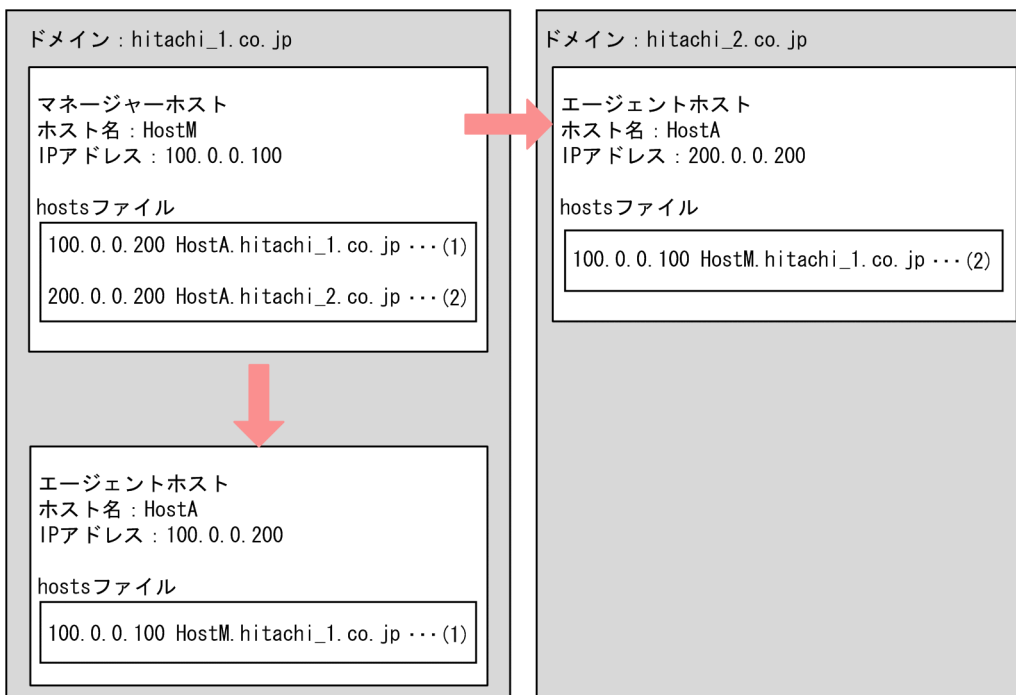 ドメイン：hitachi_1.co.jp
マネージャーホスト
ホスト名：HostM
IPアドレス：100.0.0.100
hostsファイル
100.0.0.200 HostA.hitachi_1.co.jp ･･･(1)
200.0.0.200 HostA.hitachi_2.co.jp ･･･(2)
エージェントホスト
ホスト名：HostA
IPアドレス：100.0.0.200
hostsファイル
100.0.0.100 HostM.hitachi_1.co.jp ･･･(1)
ドメイン：hitachi_2.co.jp
エージェントホスト
ホスト名：HostA
IPアドレス：200.0.0.200
hostsファイル
100.0.0.100 HostM.hitachi_1.co.jp ･･･(2)